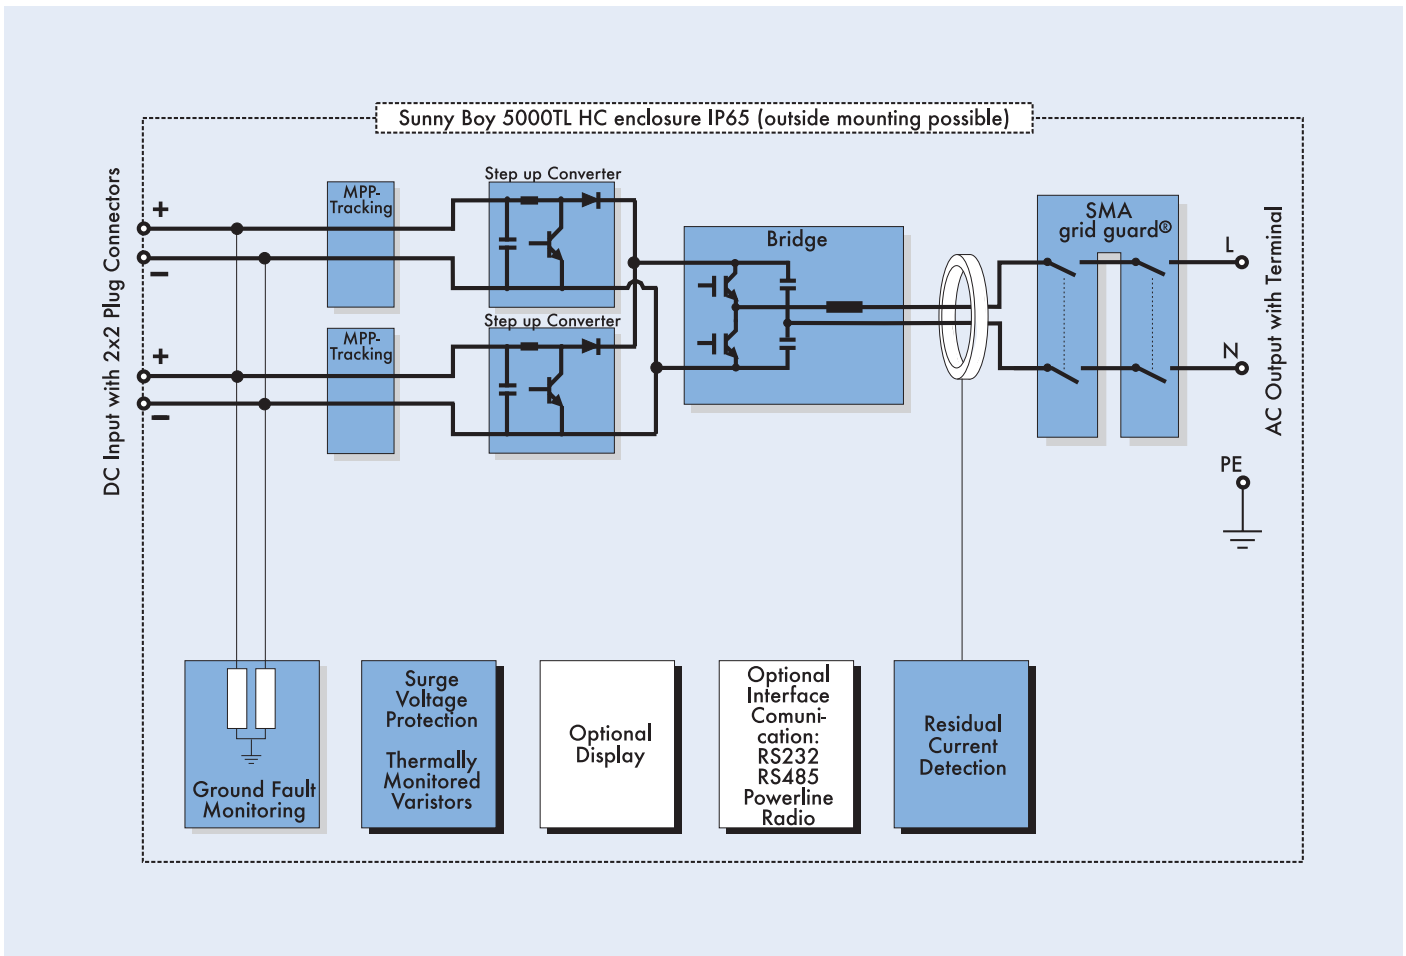 Sunny Boy 5000TL HC enclosure IP65 (outside mounting possible)
DC Input with 2x2 Plug Connectors
+
−
+
−
MPP-
Tracking
Step up Converter
MPP-
Tracking
Step up Converter
Bridge
SMA
grid guard®
L
N
PE
AC Output with Terminal
Ground Fault
Monitoring
Surge
Voltage
Protection
Thermally
Monitored
Varistors
Optional
Display
Optional
Interface
Comuni-
cation:
RS232
RS485
Powerline
Radio
Residual
Current
Detection